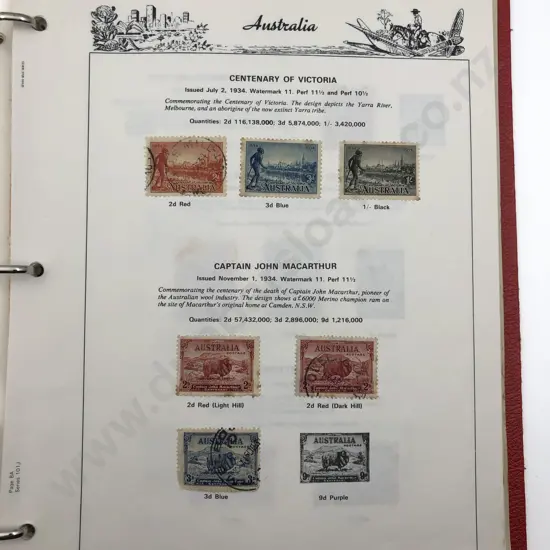 Australia
CENTENARY OF VICTORIA
Issued July 2, 1934. Watermark 11. Perf 11½ and Perf 10½
Commemorating the Centenary of Victoria. The design depicts the Yarra River,
Melbourne, and an aborigine of the now extinct Yarra tribe.
Quantities: 2d 116,138,000; 3d 5,874,000; 1/- 3,420,000
AUSTRALIA AUSTRALIA AUSTRALIA
2d Red 3d Blue 1/- Black
CAPTAIN JOHN MACARTHUR
Issued November 1, 1934. Watermark 11. Perf 11½
Commemorating the centenary of the death of Captain John Macarthur, pioneer of
the Australian wool industry. The design shows a £6000 Merino champion ram on
the site of Macarthur's original home at Camden, N.S.W.
Quantities: 2d 57,432,000; 3d 2,896,000; 9d 1,216,000
AUSTRALIA AUSTRALIA
2d Red (Light Hill) 2d Red (Dark Hill)
AUSTRALIA AUSTRALIA
3d Blue 9d Purple
Page 8A
Series 101J